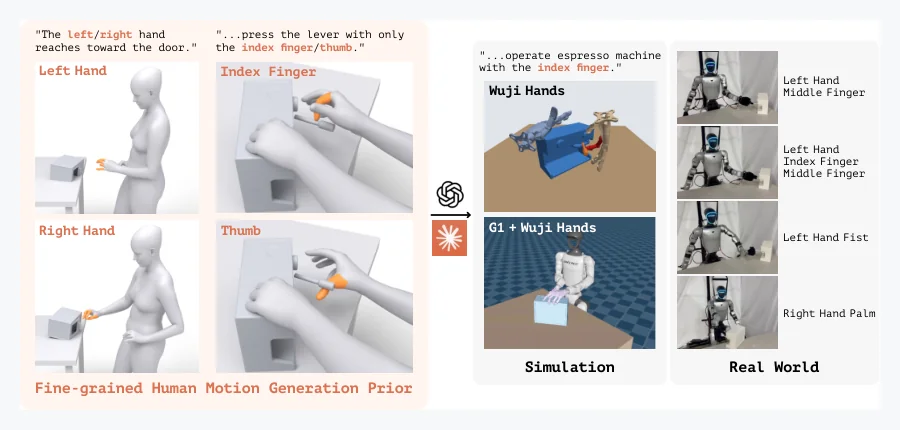 "The left/right hand
reaches toward the door."
"...press the lever with only
the index finger/thumb."
Left Hand
Index Finger
Right Hand
Thumb
Fine-grained Human Motion Generation Prior
"...operate espresso machine
with the index finger."
Wuji Hands
G1 + Wuji Hands
Simulation
Left Hand
Middle Finger
Left Hand
Index Finger
Middle Finger
Left Hand Fist
Right Hand Palm
Real World